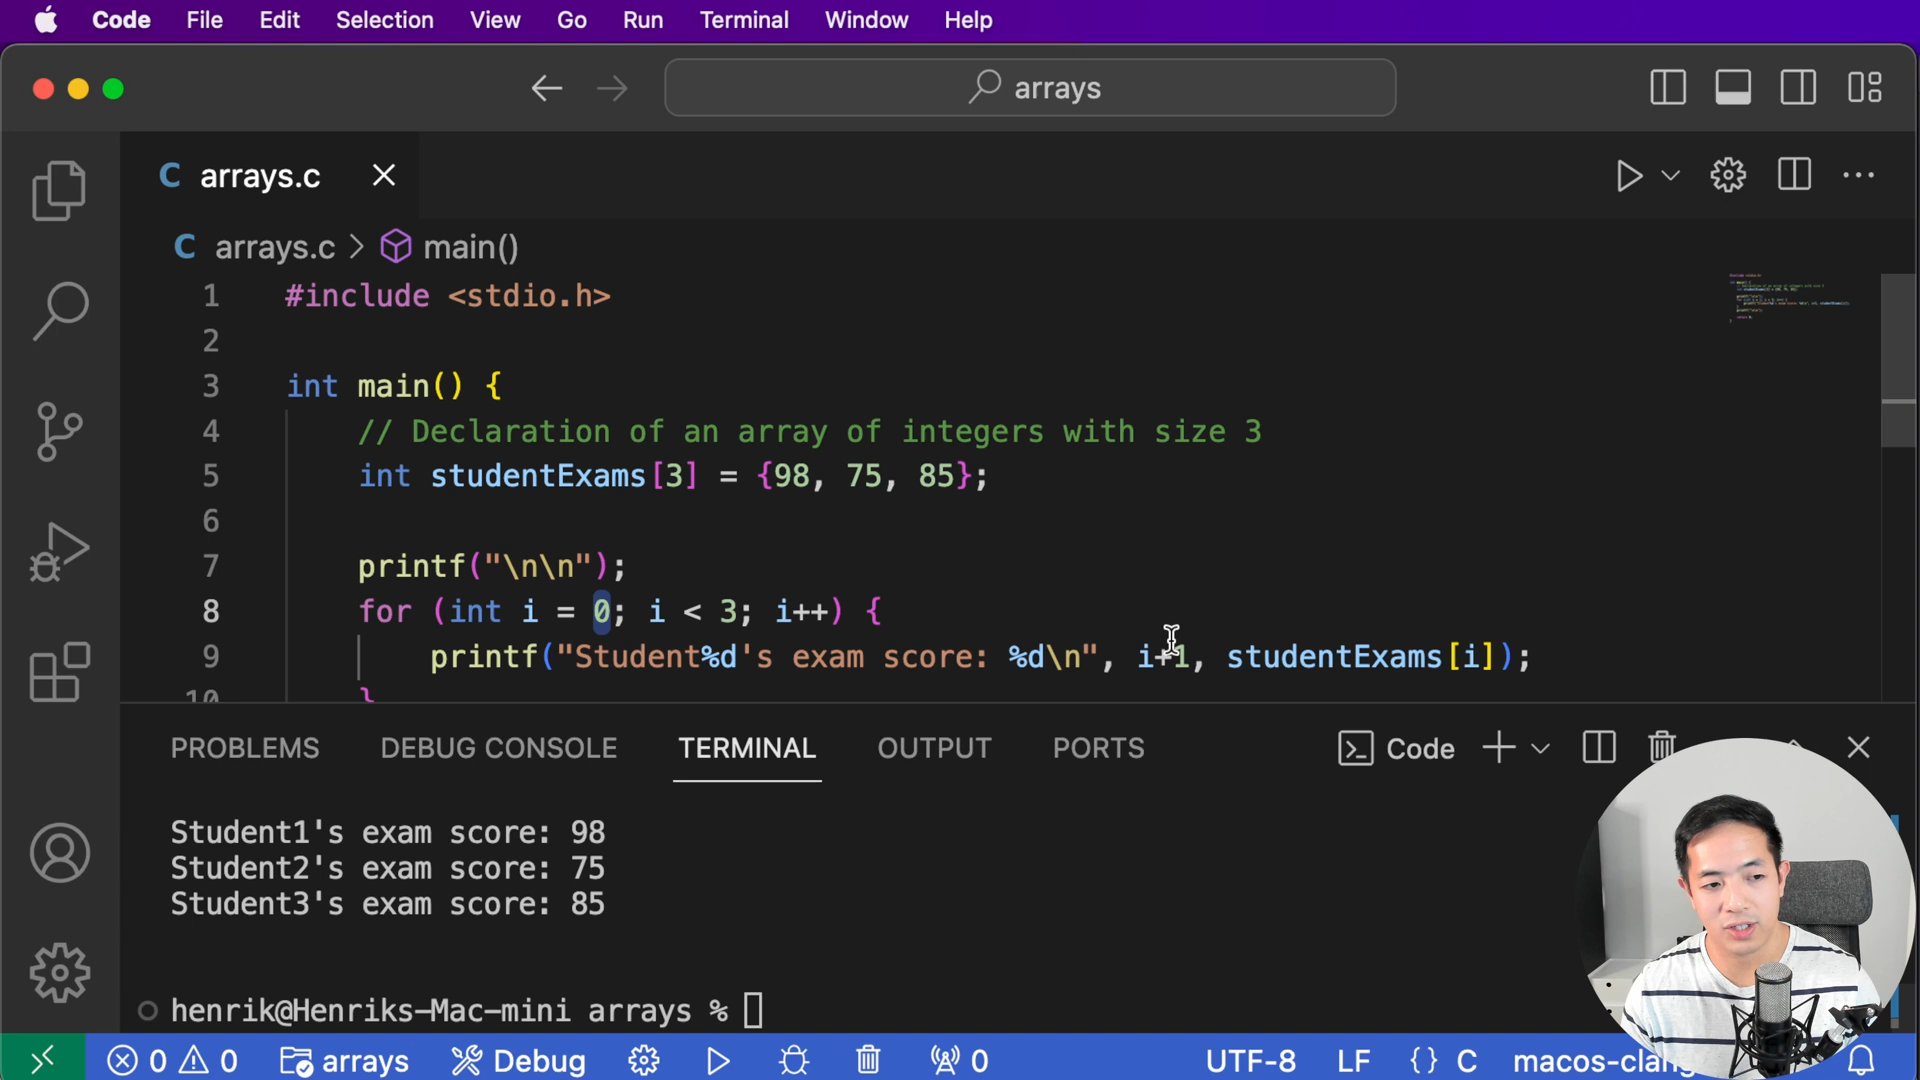 Code File Edit Selection View Go Run Terminal Window Help
arrays
C arrays.c
C arrays.c > main()
1 #include <stdio.h>
2
3 int main() {
4 // Declaration of an array of integers with size 3
5 int studentExams[3] = {98, 75, 85};
6
7 printf("\n\n");
8 for (int i = 0; i < 3; i++) {
9 printf("Student%d's exam score: %d\n", i+1, studentExams[i]);
10 }
PROBLEMS DEBUG CONSOLE TERMINAL OUTPUT PORTS Code
Student1's exam score: 98
Student2's exam score: 75
Student3's exam score: 85
henrik@Henriks-Mac-mini arrays %
0 0 arrays Debug 0 UTF-8 LF {} C macos-clang